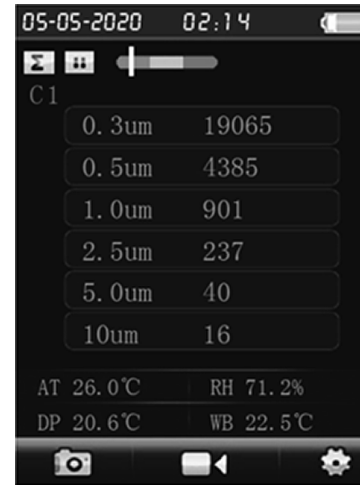 05-05-2020 02:14
Σ
C1
0.3um 19065
0.5um 4385
1.0um 901
2.5um 237
5.0um 40
10um 16
AT 26.0℃ RH 71.2%
DP 20.6℃ WB 22.5℃